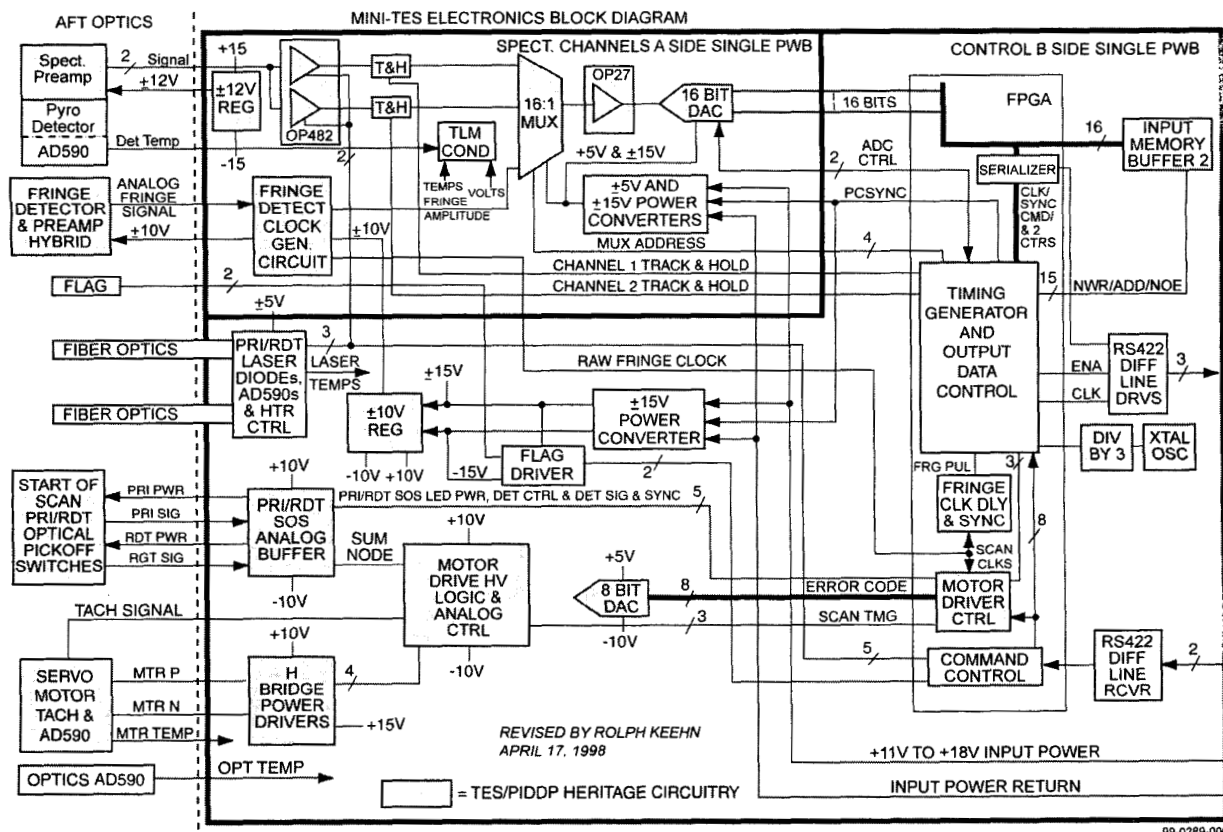 MINI-TES ELECTRONICS BLOCK DIAGRAM
AFT OPTICS
SPECT. CHANNELS A SIDE SINGLE PWB
CONTROL B SIDE SINGLE PWB
Spect.
Preamp
2
Signal
±12V
Pyro
Detector
AD590
Det Temp
+15
±12V
REG
-15
OP482
T&H
T&H
2
TLM
COND
TEMPS
VOLTS
16:1
MUX
OP27
16 BIT
DAC
16 BITS
FPGA
16
INPUT
MEMORY
BUFFER 2
+5V & ±15V
2
ADC
CTRL
SERIALIZER
CLK/
SYNC
CMD/
& 2
CTRS
PCSYNC
±5V AND
±15V POWER
CONVERTERS
FRINGE
DETECTOR
& PREAMP
HYBRID
ANALOG
FRINGE
SIGNAL
±10V
FRINGE
DETECT
CLOCK
GEN.
CIRCUIT
FRINGE
AMPLITUDE
±10V
MUX ADDRESS
4
CHANNEL 1 TRACK & HOLD
CHANNEL 2 TRACK & HOLD
FLAG
2
TIMING
GENERATOR
AND
OUTPUT
DATA
CONTROL
15
NWR/ADD/NOE
±5V
FIBER OPTICS
FIBER OPTICS
PRI/RDT
LASER
DIODEs,
AD590s
& HTR
CTRL
3
LASER
TEMPS
RAW FRINGE CLOCK
ENA
CLK
RS422
DIFF
LINE
DRVS
3
±15V
±10V
REG
-10V
+10V
-15V
±15V
POWER
CONVERTER
FLAG
DRIVER
2
DIV
BY 3
XTAL
OSC
FRG PUL
3
FRINGE
CLK DLY
& SYNC
8
START OF
SCAN
PRI/RDT
OPTICAL
PICKOFF
SWITCHES
PRI PWR
PRI SIG
RDT PWR
RGT SIG
+10V
PRI/RDT
SOS
ANALOG
BUFFER
-10V
PRI/RDT SOS LED PWR, DET CTRL & DET SIG & SYNC
5
SUM
NODE
+10V
MOTOR
DRIVE HV
LOGIC &
ANALOG
CTRL
-10V
+5V
8 BIT
DAC
-10V
8
ERROR CODE
3
SCAN TMG
SCAN
CLKS
MOTOR
DRIVER
CTRL
TACH SIGNAL
SERVO
MOTOR
TACH &
AD590
MTR P
MTR N
MTR TEMP
+10V
H
BRIDGE
POWER
DRIVERS
4
+15V
5
COMMAND
CONTROL
RS422
DIFF
LINE
RCVR
2
OPTICS AD590
OPT TEMP
REVISED BY ROLPH KEEHN
APRIL 17, 1998
+11V TO +18V INPUT POWER
INPUT POWER RETURN
= TES/PIDDP HERITAGE CIRCUITRY